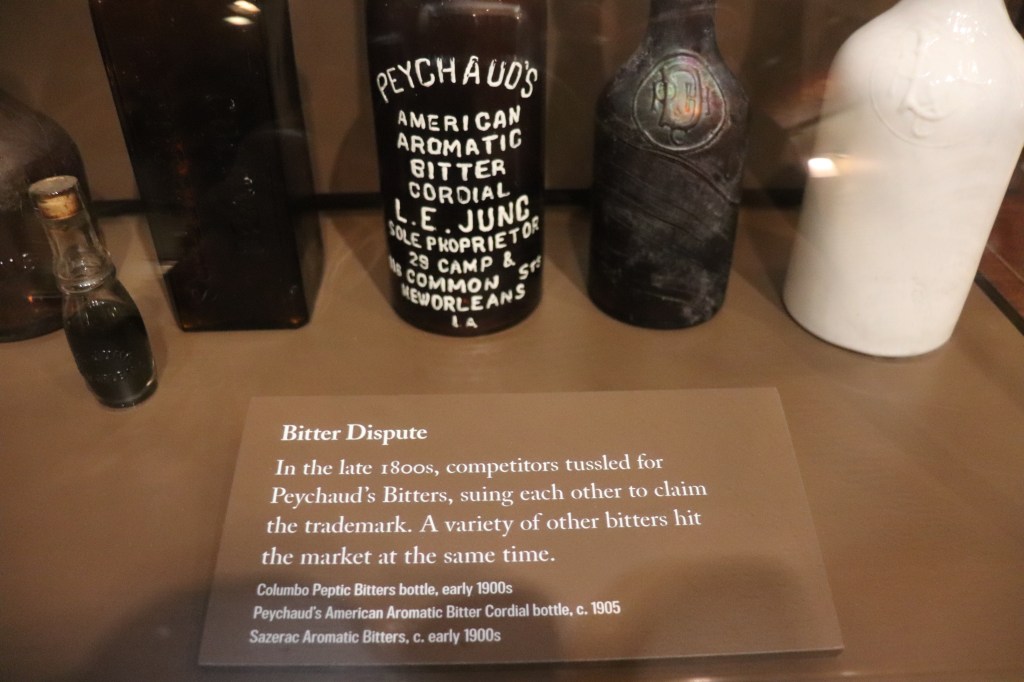 PEYCHAUD'S
AMERICAN
AROMATIC
BITTER
CORDIAL
L.E. JUNG
SOLE PROPRIETOR
29 CAMP &
COMMON STS
NEWORLEANS
LA
Bitter Dispute
In the late 1800s, competitors tussled for
Peychaud's Bitters, suing each other to claim
the trademark. A variety of other bitters hit
the market at the same time.
Columbo Peptic Bitters bottle, early 1900s
Peychaud's American Aromatic Bitter Cordial bottle, c. 1905
Sazerac Aromatic Bitters, c. early 1900s